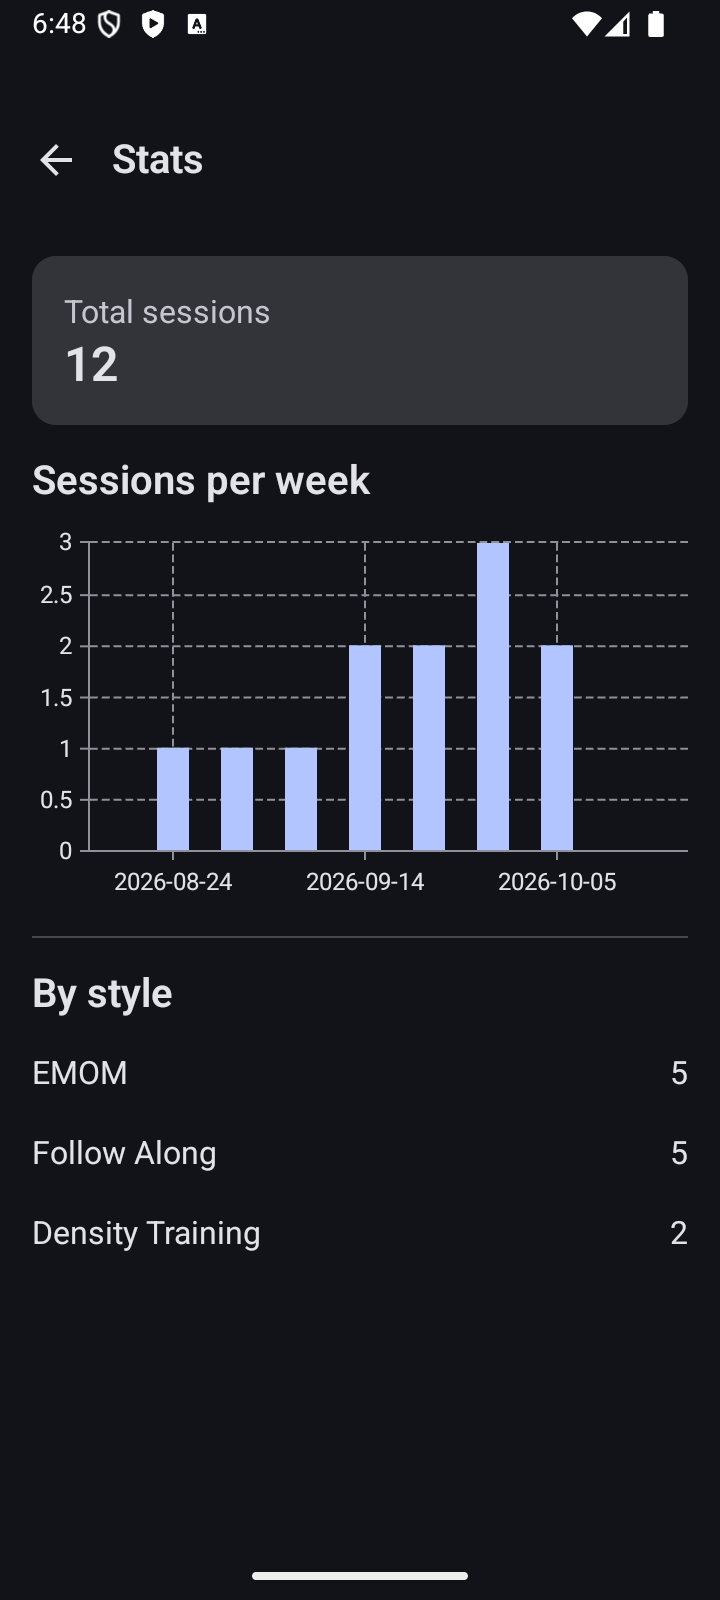 6:48
Stats
Total sessions
12
Sessions per week
3
2.5
2
1.5
1
0.5
0
2026-08-24 2026-09-14 2026-10-05
By style
EMOM 5
Follow Along 5
Density Training 2